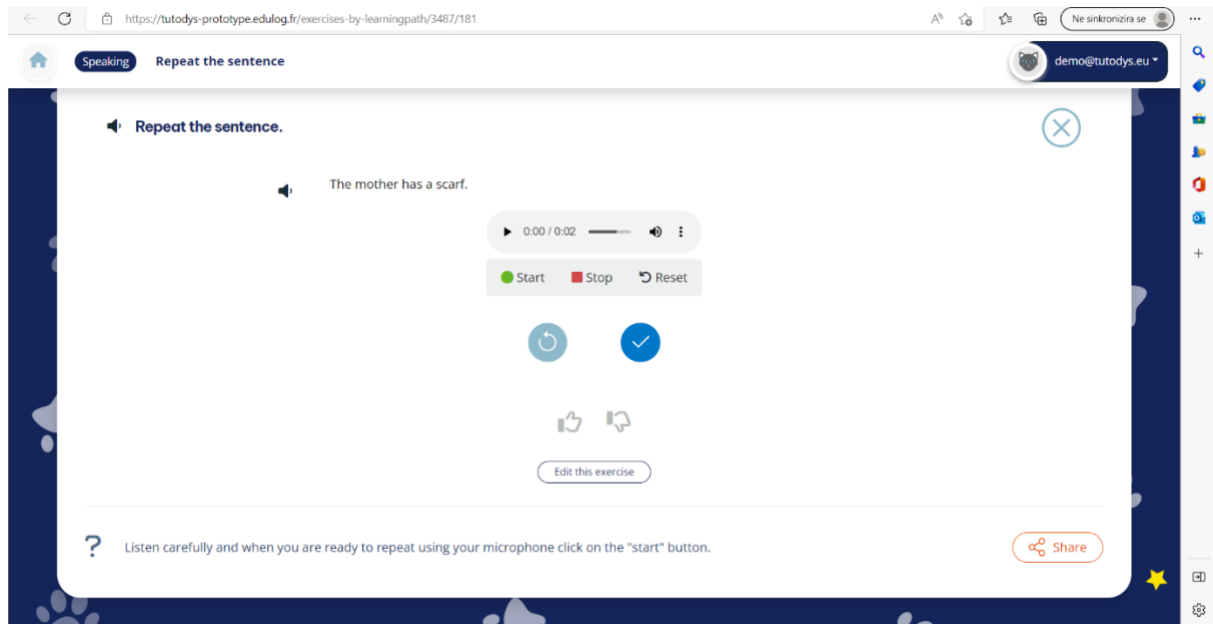 https://tutodys-prototype.edulog.fr/exercises-by-learningpath/3487/181
Ne sinkronizira se
Speaking Repeat the sentence
demo@tutodys.eu
Repeat the sentence.
The mother has a scarf.
0:00 / 0:02
Start Stop Reset
Edit this exercise
? Listen carefully and when you are ready to repeat using your microphone click on the "start" button.
Share